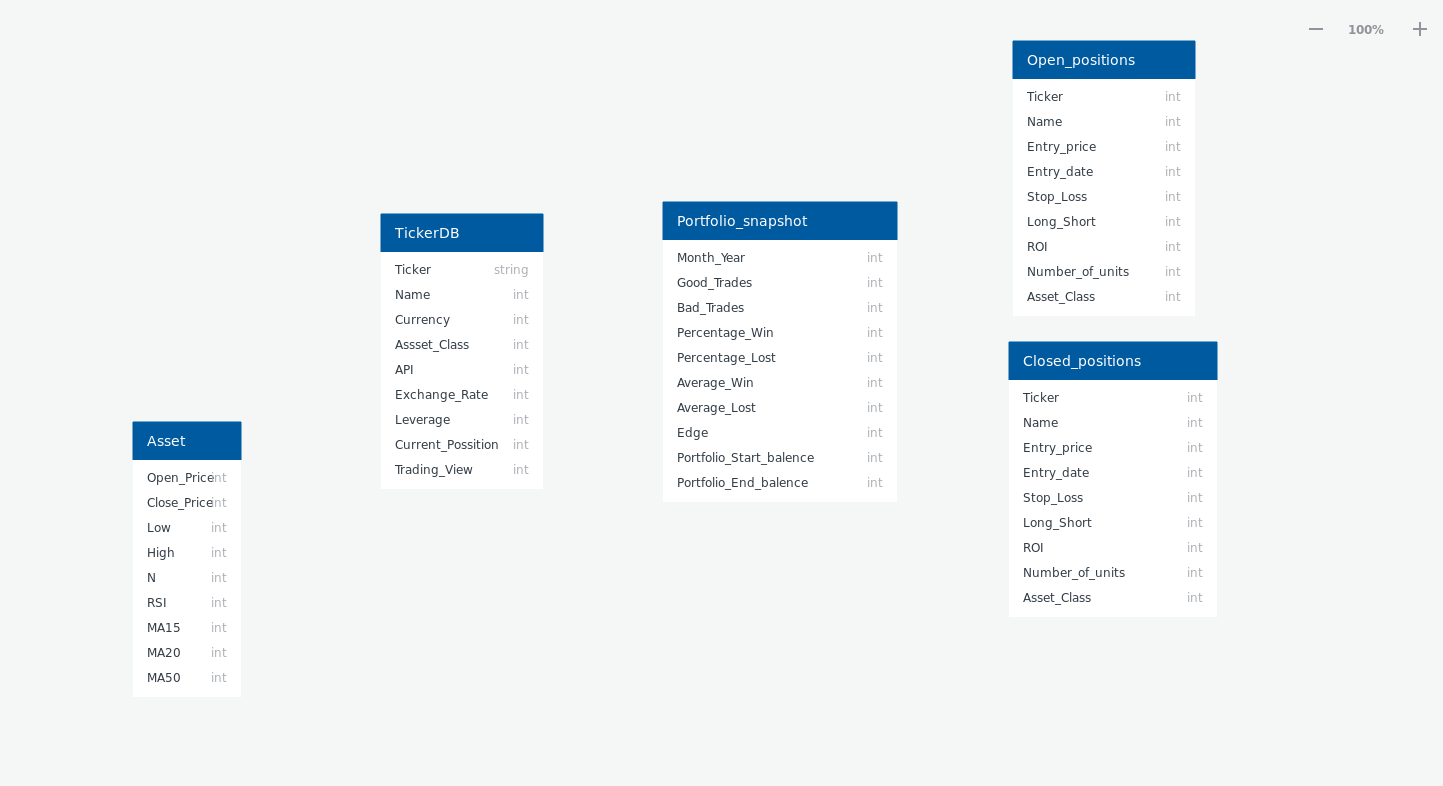 100%
Open_positions
Ticker int
Name int
Entry_price int
Entry_date int
Stop_Loss int
Long_Short int
ROI int
Number_of_units int
Asset_Class int
Portfolio_snapshot
Month_Year int
Good_Trades int
Bad_Trades int
Percentage_Win int
Percentage_Lost int
Average_Win int
Average_Lost int
Edge int
Portfolio_Start_balence int
Portfolio_End_balence int
TickerDB
Ticker string
Name int
Currency int
Assset_Class int
API int
Exchange_Rate int
Leverage int
Current_Possition int
Trading_View int
Closed_positions
Ticker int
Name int
Entry_price int
Entry_date int
Stop_Loss int
Long_Short int
ROI int
Number_of_units int
Asset_Class int
Asset
Open_Price int
Close_Price int
Low int
High int
N int
RSI int
MA15 int
MA20 int
MA50 int